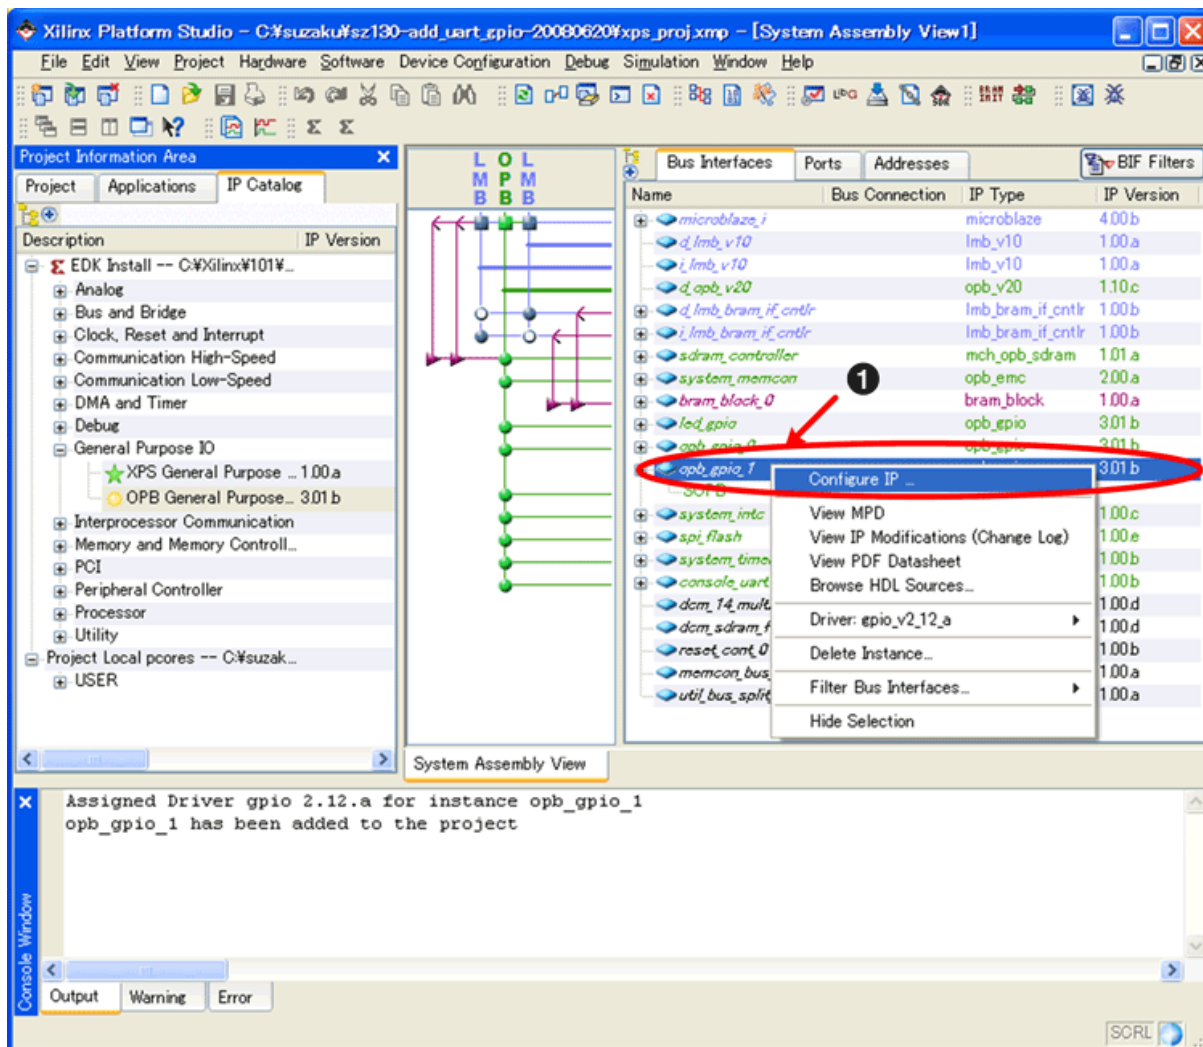 Xilinx Platform Studio - C:¥suzaku¥sz130-add_uart_gpio-20080620¥xps_proj.xmp - [System Assembly View1]
File Edit View Project Hardware Software Device Configuration Debug Simulation Window Help
Project Information Area
Project Applications IP Catalog
Description IP Version
EDK Install -- C:¥Xilinx¥101¥...
Analog
Bus and Bridge
Clock, Reset and Interrupt
Communication High-Speed
Communication Low-Speed
DMA and Timer
Debug
General Purpose IO
XPS General Purpose ... 1.00.a
OPB General Purpose... 3.01.b
Interprocessor Communication
Memory and Memory Controll...
PCI
Peripheral Controller
Processor
Utility
Project Local pcores -- C:¥suzak...
USER
L O L
M P M
B B B
System Assembly View
Bus Interfaces Ports Addresses BIF Filters
Name Bus Connection IP Type IP Version
microblaze_i microblaze 4.00.b
d_lmb_v10 lmb_v10 1.00.a
i_lmb_v10 lmb_v10 1.00.a
d_opb_v20 opb_v20 1.10.c
d_lmb_bram_if_cntlr lmb_bram_if_cntlr 1.00.b
i_lmb_bram_if_cntlr lmb_bram_if_cntlr 1.00.b
sdram_controller mch_opb_sdram 1.01.a
system_memcon opb_emc 2.00.a
bram_block_0 bram_block 1.00.a
led_gpio opb_gpio 3.01.b
opb_gpio_0 opb_gpio 3.01.b
opb_gpio_1 3.01.b
SOPB
system_intc 1.00.c
spi_flash 1.00.e
system_time 1.00.b
console_uart 1.00.b
dcm_14_mult 1.00.d
dcm_sdram_f 1.00.d
reset_cont_0 1.00.b
memcon_bus_ 1.00.a
util_bus_split 1.00.a
1
Configure IP ...
View MPD
View IP Modifications (Change Log)
View PDF Datasheet
Browse HDL Sources...
Driver: gpio_v2_12_a
Delete Instance...
Filter Bus Interfaces...
Hide Selection
Assigned Driver gpio 2.12.a for instance opb_gpio_1
opb_gpio_1 has been added to the project
Console Window
Output Warning Error
SCRL